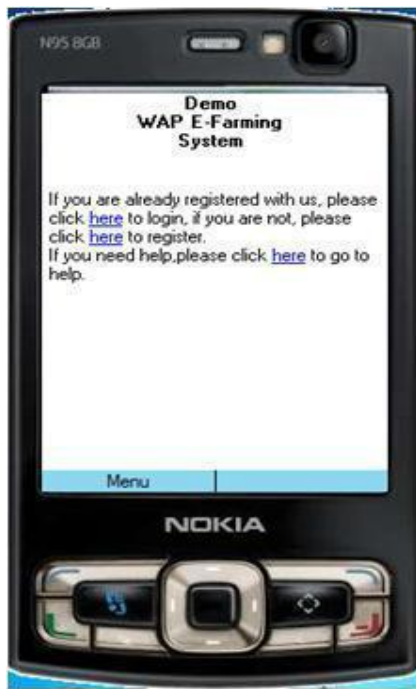 N95 8GB
Demo
WAP E-Farming
System
If you are already registered with us, please
click here to login, if you are not, please
click here to register.
If you need help,please click here to go to
help.
Menu
NOKIA